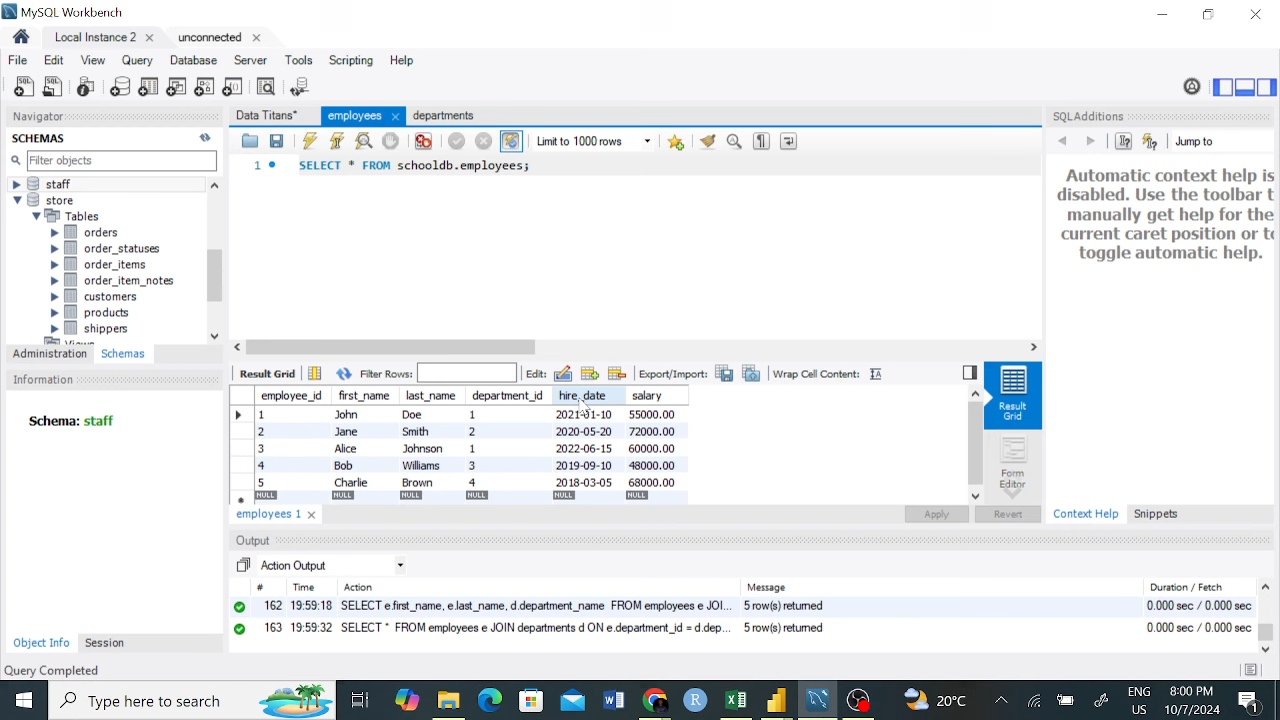 MySQL Workbench
Local Instance 2
unconnected
File Edit View Query Database Server Tools Scripting Help
Navigator
SCHEMAS
Filter objects
staff
store
Tables
orders
order_statuses
order_items
order_item_notes
customers
products
shippers
Administration Schemas
Information
Schema: staff
Object Info Session
Query Completed
Data Titans* employees departments
Limit to 1000 rows
1 SELECT * FROM schooldb.employees;
SQLAdditions
Jump to
Automatic context help is
disabled. Use the toolbar t
manually get help for the
current caret position or to
toggle automatic help.
Result Grid Filter Rows: Edit: Export/Import: Wrap Cell Content:
employee_id first_name last_name department_id hire_date salary
1 John Doe 1 2021-01-10 55000.00
2 Jane Smith 2 2020-05-20 72000.00
3 Alice Johnson 1 2022-06-15 60000.00
4 Bob Williams 3 2019-09-10 48000.00
5 Charlie Brown 4 2018-03-05 68000.00
NULL NULL NULL NULL NULL NULL
Result
Grid
Form
Editor
employees 1 Apply Revert
Context Help Snippets
Output
Action Output
# Time Action Message Duration / Fetch
162 19:59:18 SELECT e.first_name, e.last_name, d.department_name FROM employees e JOI... 5 row(s) returned 0.000 sec / 0.000 sec
163 19:59:32 SELECT * FROM employees e JOIN departments d ON e.department_id = d.dep... 5 row(s) returned 0.000 sec / 0.000 sec
Type here to search
20°C
ENG
US
8:00 PM
10/7/2024